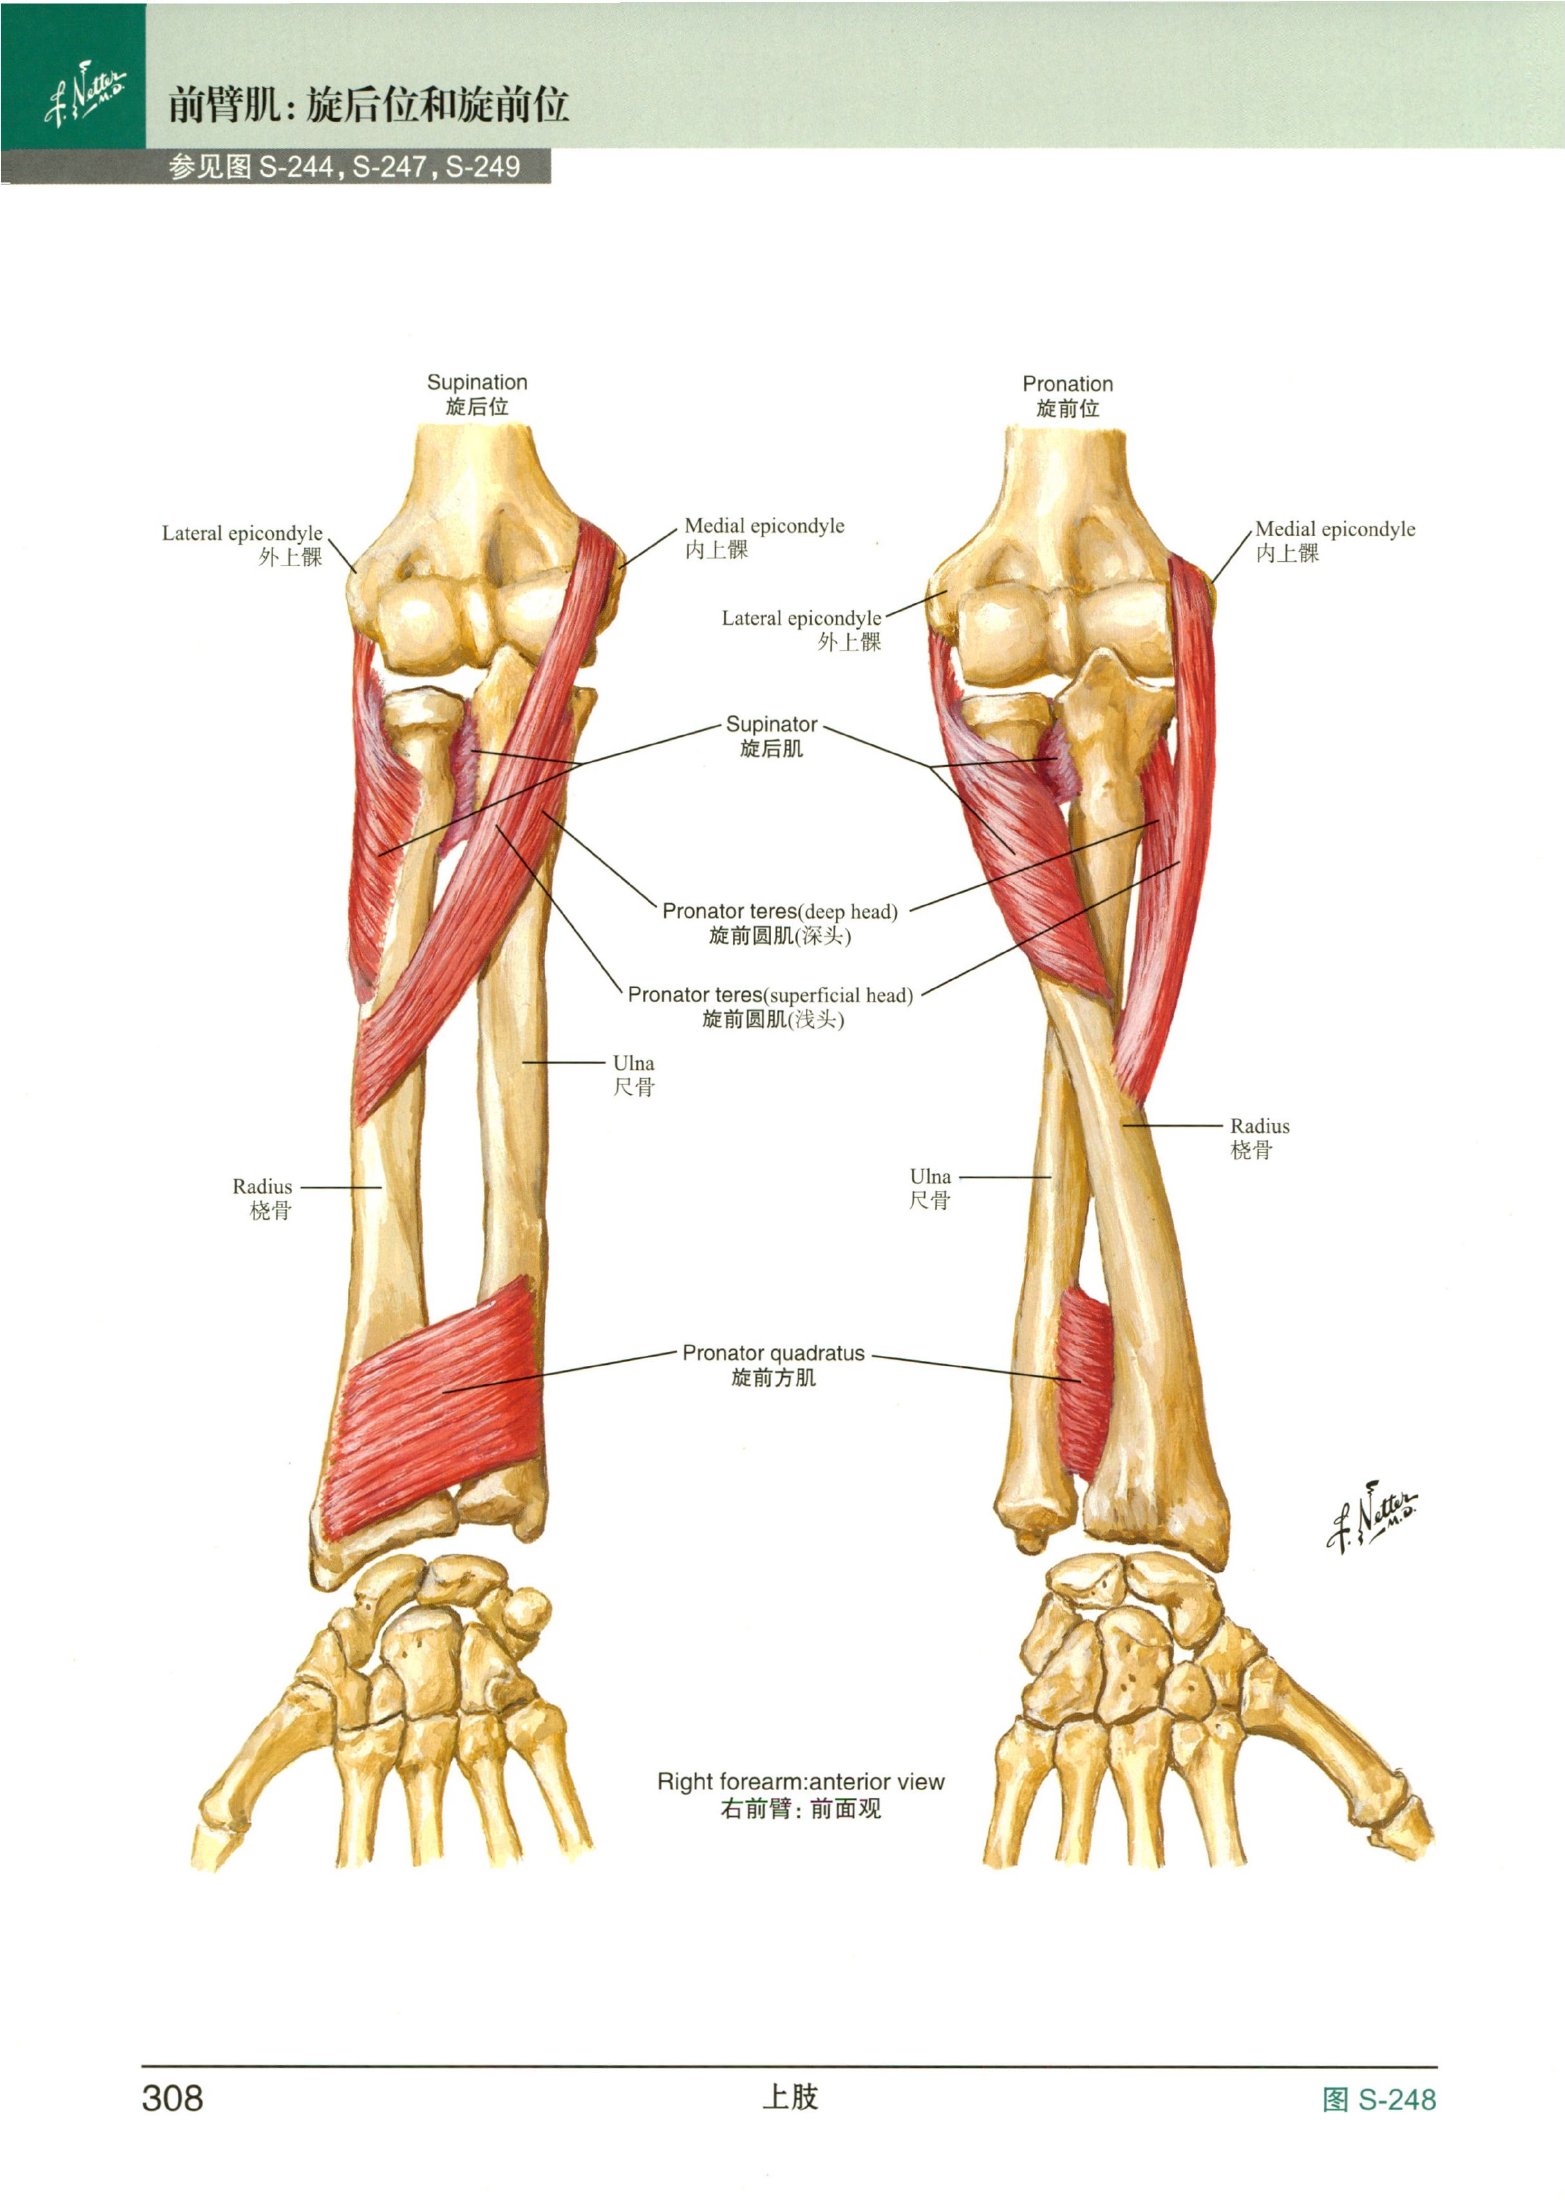 F. Netter M.D.
前臂肌：旋后位和旋前位
参见图 S-244, S-247, S-249
Supination
旋后位
Pronation
旋前位
Lateral epicondyle
外上髁
Medial epicondyle
内上髁
Medial epicondyle
内上髁
Lateral epicondyle
外上髁
Supinator
旋后肌
Pronator teres(deep head)
旋前圆肌(深头)
Pronator teres(superficial head)
旋前圆肌(浅头)
Ulna
尺骨
Radius
桡骨
Ulna
尺骨
Radius
桡骨
Pronator quadratus
旋前方肌
F. Netter M.D.
Right forearm:anterior view
右前臂：前面观
308
上肢
图 S-248